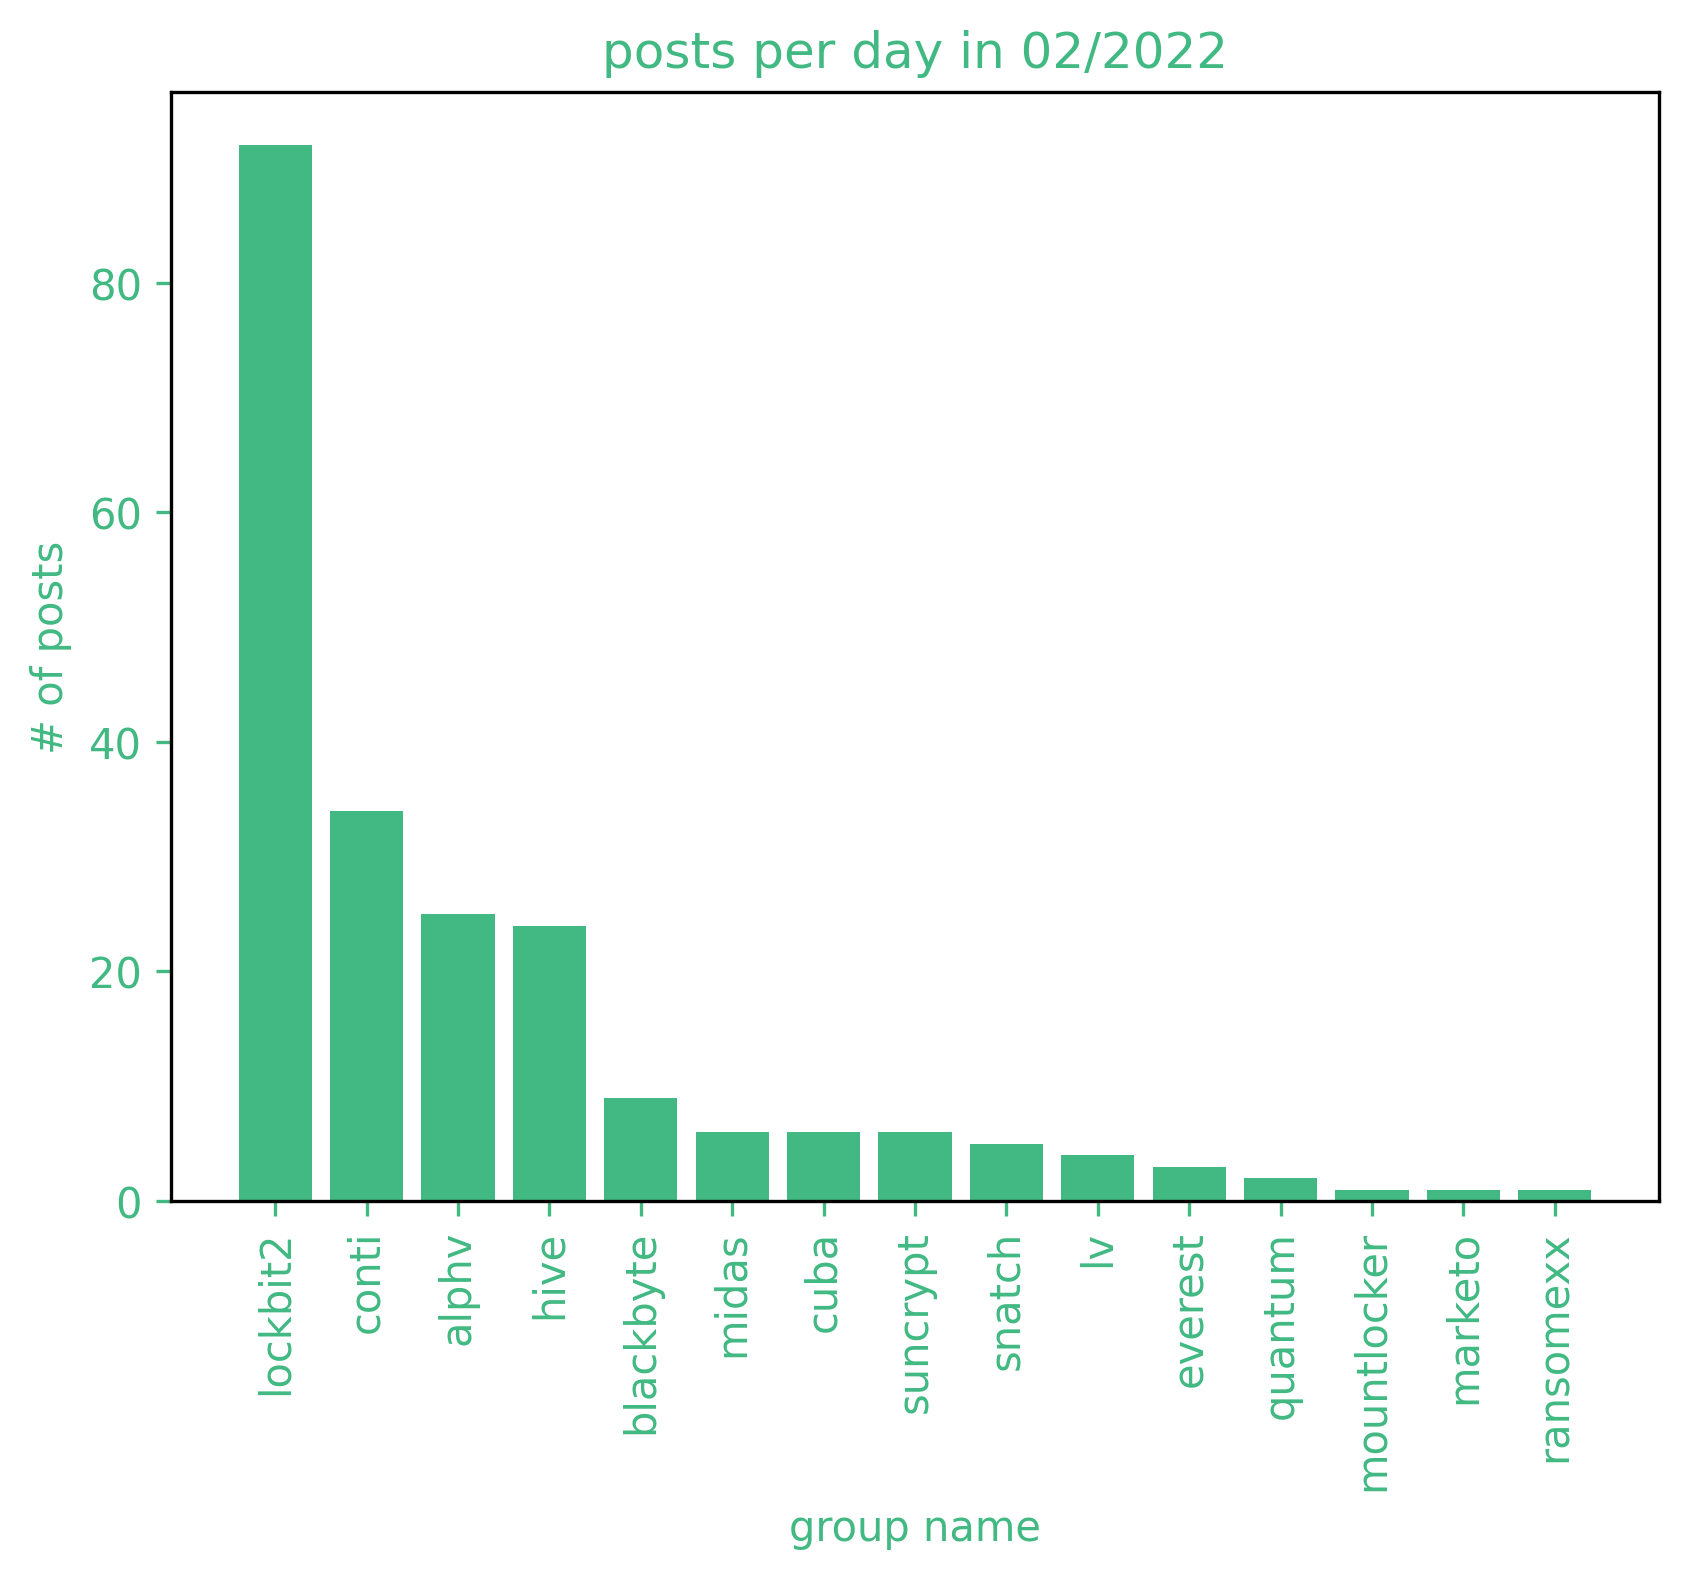 posts per day in 02/2022
# of posts
80
60
40
20
0
lockbit2
conti
alphv
hive
blackbyte
midas
cuba
suncrypt
snatch
lv
everest
quantum
mountlocker
marketo
ransomexx
group name